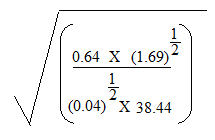 √((0.64 X (1.69)^(1/2))/((0.04)^(1/2) X 38.44))